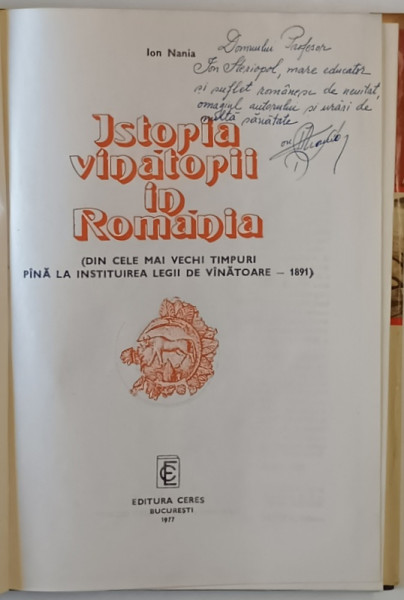 Ion Nania
Domnului Profesor
Ion Steriopol, mare educator
și suflet românesc de neuitat,
omagiul autorului și urări de
multă sănătate
Istoria
vînătorii
în
România
(DIN CELE MAI VECHI TIMPURI
PÎNĂ LA INSTITUIREA LEGII DE VÎNĂTOARE – 1891)
CE
EDITURA CERES
BUCUREȘTI
1977